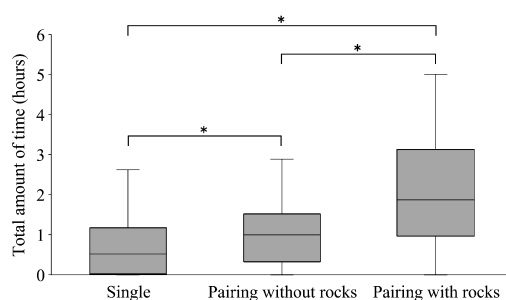 Total amount of time (hours)
6
5
4
3
2
1
0
*
*
*
Single
Pairing without rocks
Pairing with rocks